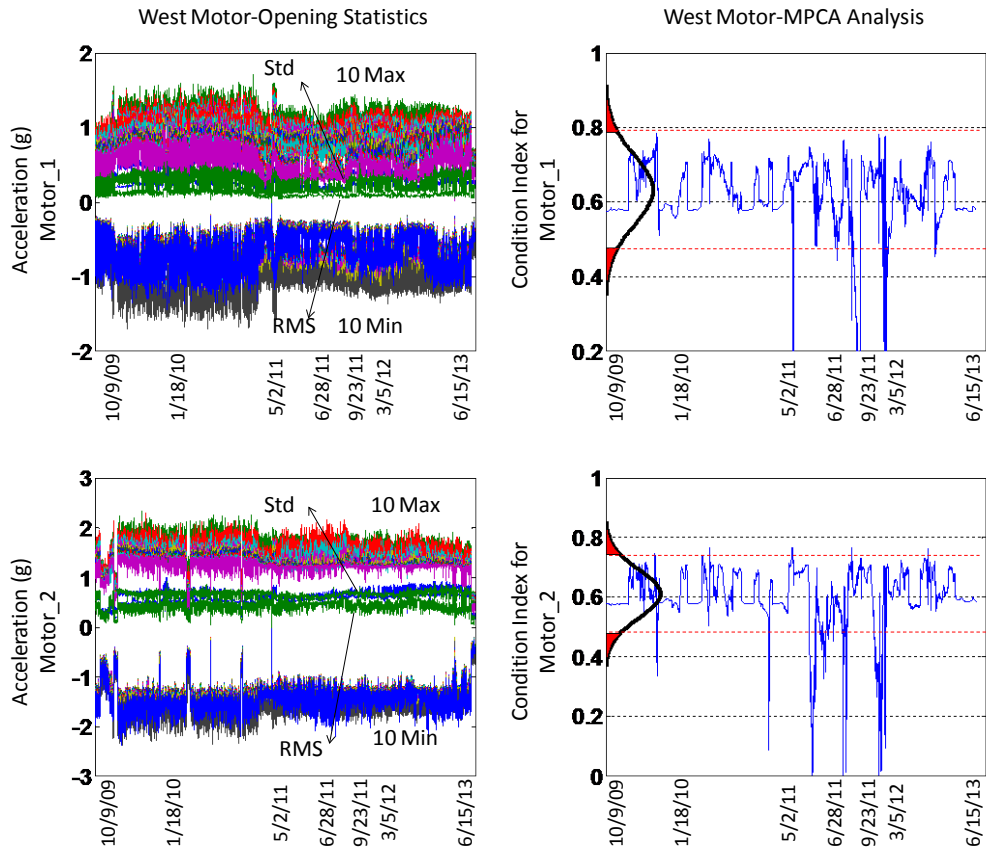 West Motor-Opening Statistics
West Motor-MPCA Analysis
Acceleration (g)
Motor_1
2
1
0
-1
-2
Std
10 Max
RMS
10 Min
10/9/09
1/18/10
5/2/11
6/28/11
9/23/11
3/5/12
6/15/13
Condition Index for
Motor_1
1
0.8
0.6
0.4
0.2
10/9/09
1/18/10
5/2/11
6/28/11
9/23/11
3/5/12
6/15/13
Acceleration (g)
Motor_2
3
2
1
0
-1
-2
-3
Std
10 Max
RMS
10 Min
10/9/09
1/18/10
5/2/11
6/28/11
9/23/11
3/5/12
6/15/13
Condition Index for
Motor_2
1
0.8
0.6
0.4
0.2
0
10/9/09
1/18/10
5/2/11
6/28/11
9/23/11
3/5/12
6/15/13